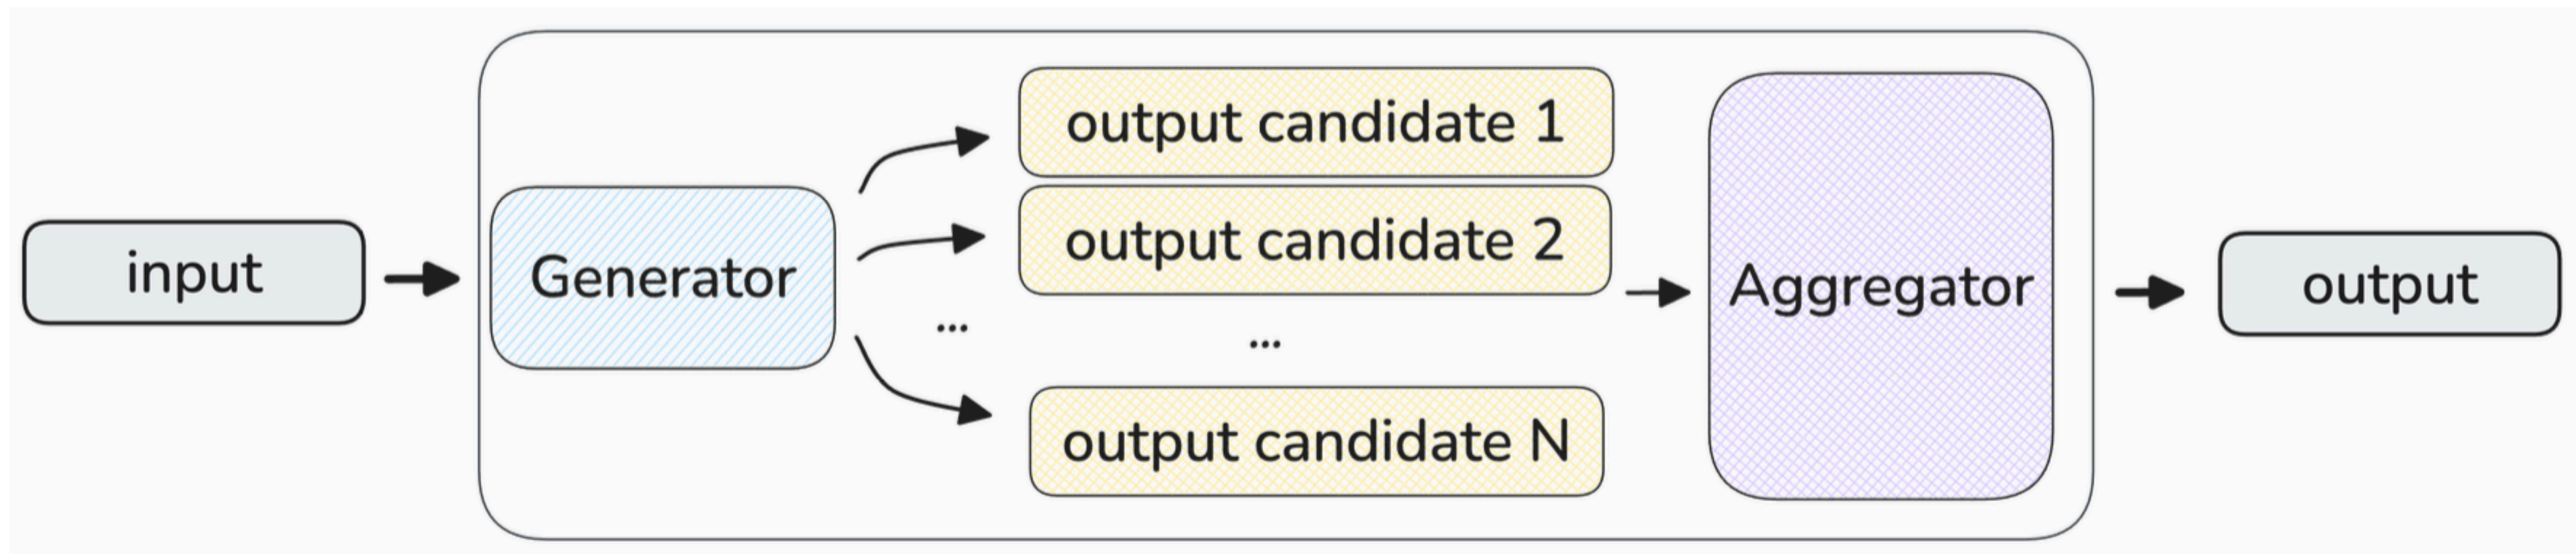 input
Generator
...
output candidate 1
output candidate 2
...
output candidate N
Aggregator
output